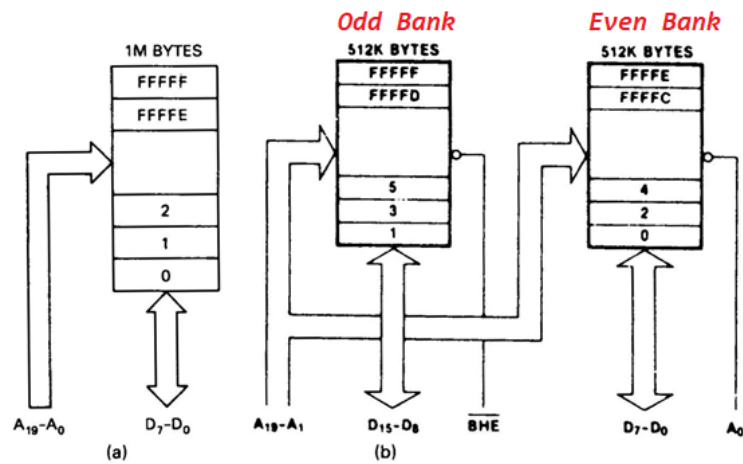 Odd Bank
Even Bank
1M BYTES
512K BYTES
512K BYTES
FFFFF
FFFFE
2
1
0
FFFFF
FFFFD
5
3
1
FFFFE
FFFFC
4
2
0
A₁₉-A₀
D₇-D₀
A₁₉-A₁
D₁₅-D₈
B̅H̅E̅
D₇-D₀
A₀
(a)
(b)